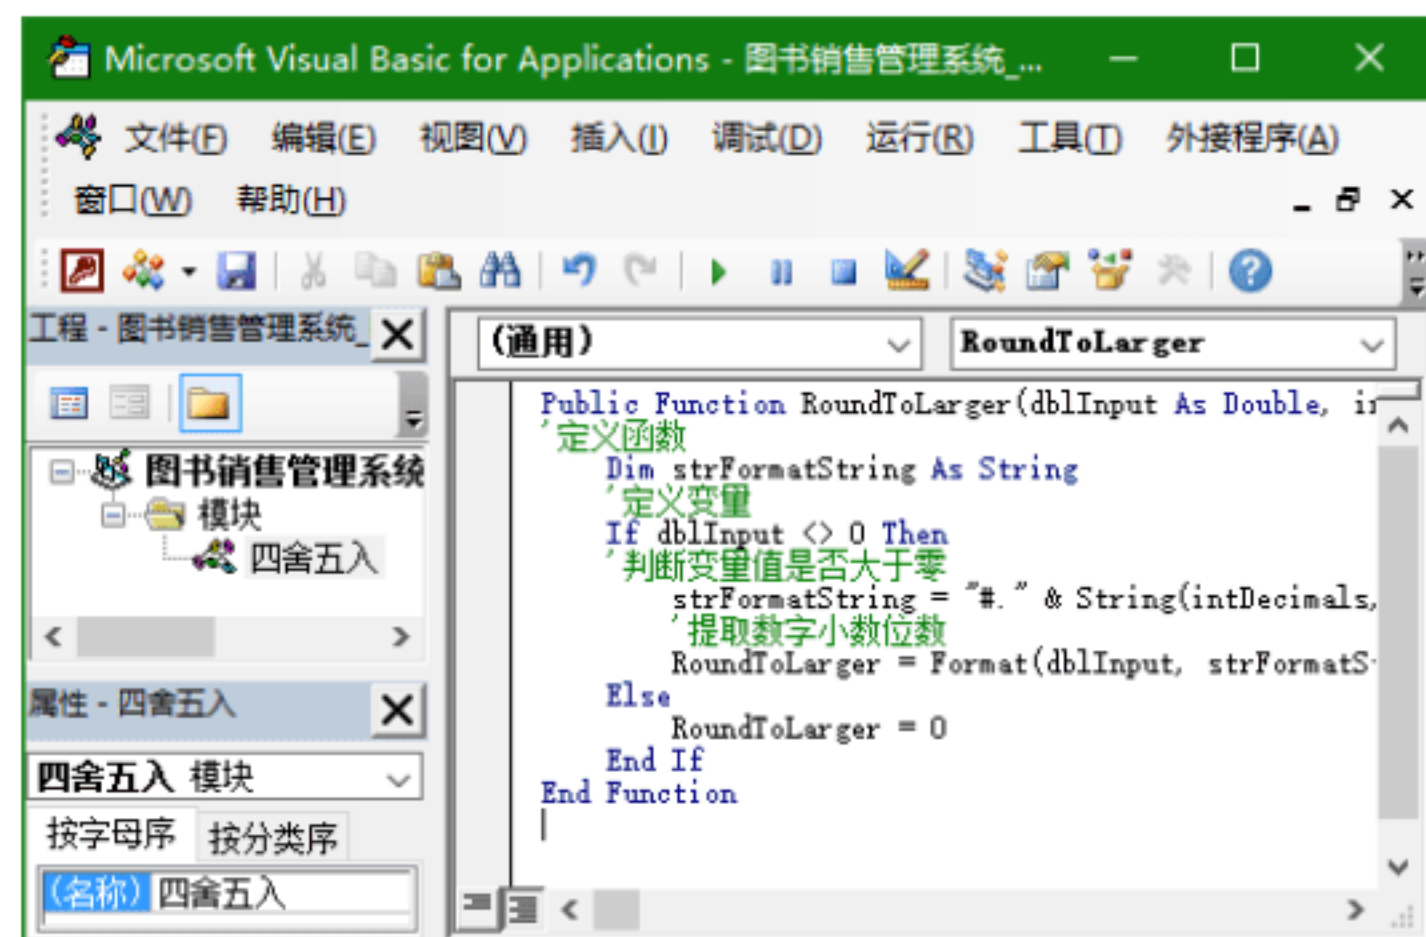 Microsoft Visual Basic for Applications - 图书销售管理系统_...
文件(F) 编辑(E) 视图(V) 插入(I) 调试(D) 运行(R) 工具(T) 外接程序(A)
窗口(W) 帮助(H)
工程 - 图书销售管理系统_
(通用)
RoundToLarger
图书销售管理系统
模块
四舍五入
属性 - 四舍五入
四舍五入 模块
按字母序 按分类序
(名称) 四舍五入
Public Function RoundToLarger(dblInput As Double,
'定义函数
Dim strFormatString As String
'定义变量
If dblInput <> 0 Then
'判断变量值是否大于零
strFormatString = "#." & String(intDecimals,
'提取数字小数位数
RoundToLarger = Format(dblInput, strFormatS
Else
RoundToLarger = 0
End If
End Function